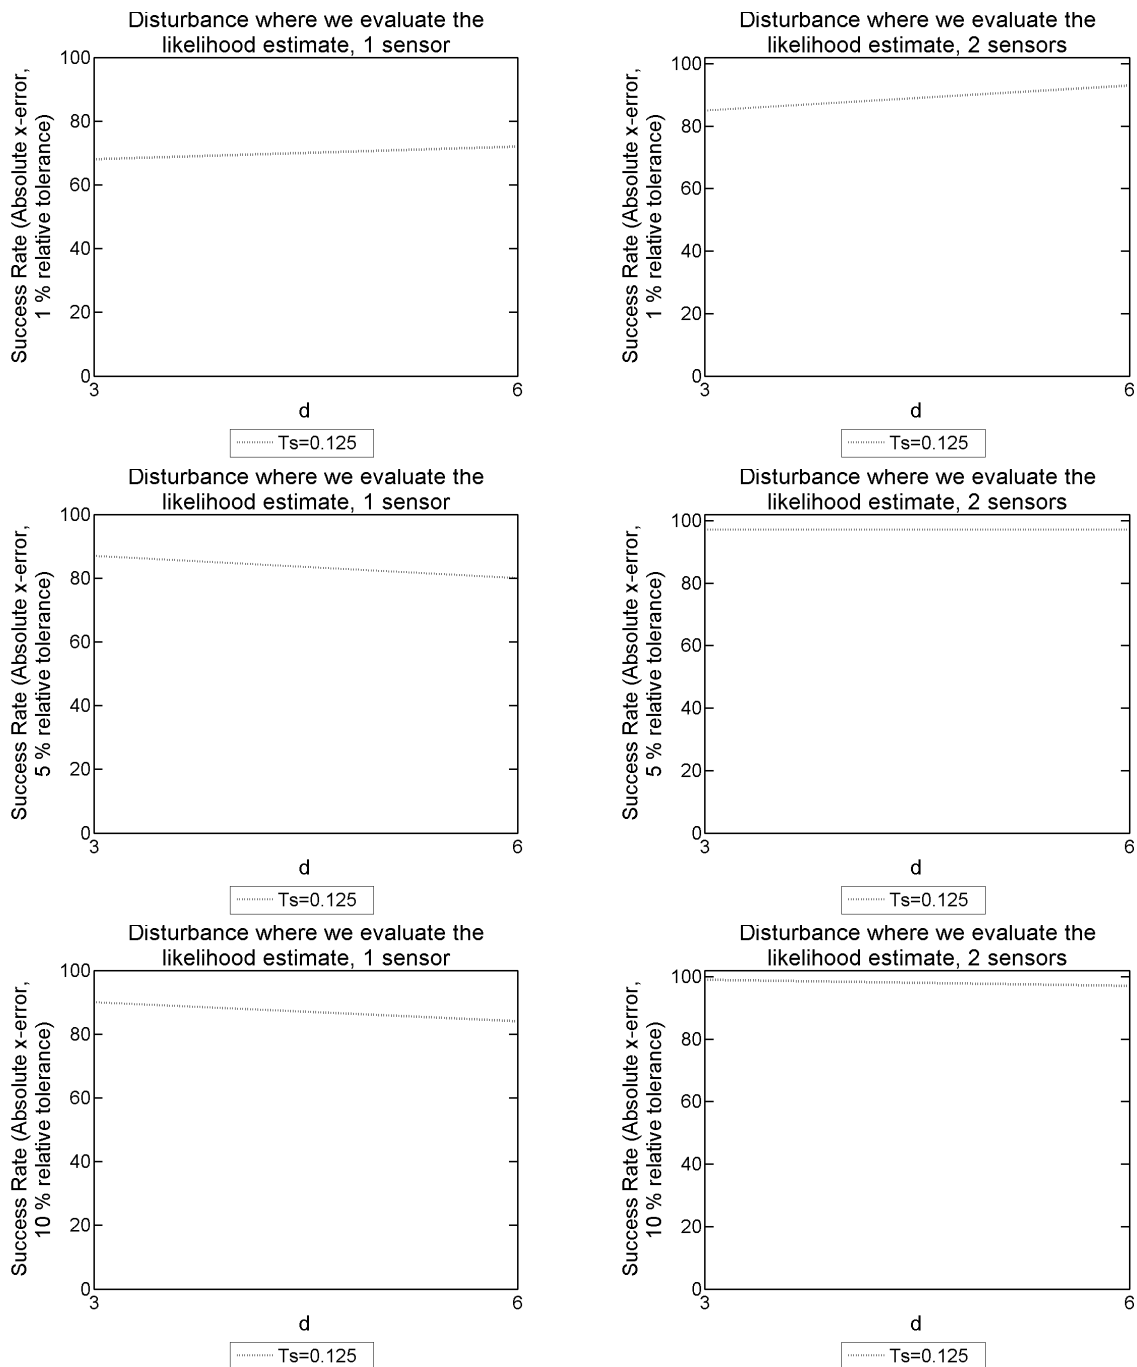 Disturbance where we evaluate the
likelihood estimate, 1 sensor
Success Rate (Absolute x-error,
1 % relative tolerance)
100
80
60
40
20
0
3
6
d
Ts=0.125
Disturbance where we evaluate the
likelihood estimate, 2 sensors
Success Rate (Absolute x-error,
1 % relative tolerance)
100
80
60
40
20
0
3
6
d
Ts=0.125
Disturbance where we evaluate the
likelihood estimate, 1 sensor
Success Rate (Absolute x-error,
5 % relative tolerance)
100
80
60
40
20
0
3
6
d
Ts=0.125
Disturbance where we evaluate the
likelihood estimate, 2 sensors
Success Rate (Absolute x-error,
5 % relative tolerance)
100
80
60
40
20
0
3
6
d
Ts=0.125
Disturbance where we evaluate the
likelihood estimate, 1 sensor
Success Rate (Absolute x-error,
10 % relative tolerance)
100
80
60
40
20
0
3
6
d
Ts=0.125
Disturbance where we evaluate the
likelihood estimate, 2 sensors
Success Rate (Absolute x-error,
10 % relative tolerance)
100
80
60
40
20
0
3
6
d
Ts=0.125